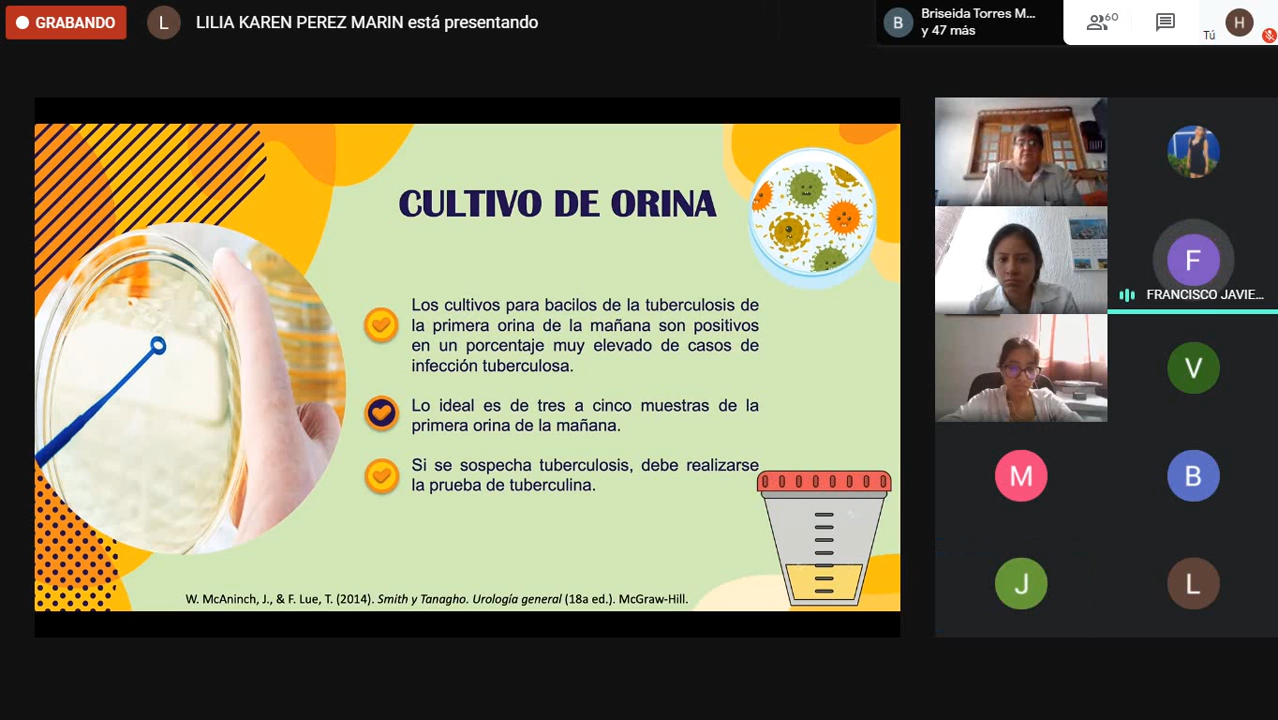 GRABANDO
L
LILIA KAREN PEREZ MARIN está presentando
B
Briseida Torres M...
y 47 más
60
Tú
H
CULTIVO DE ORINA
Los cultivos para bacilos de la tuberculosis de
la primera orina de la mañana son positivos
en un porcentaje muy elevado de casos de
infección tuberculosa.
Lo ideal es de tres a cinco muestras de la
primera orina de la mañana.
Si se sospecha tuberculosis, debe realizarse
la prueba de tuberculina.
W. McAninch, J., & F. Lue, T. (2014). Smith y Tanagho. Urología general (18a ed.). McGraw-Hill.
F
FRANCISCO JAVIE...
V
M
B
J
L